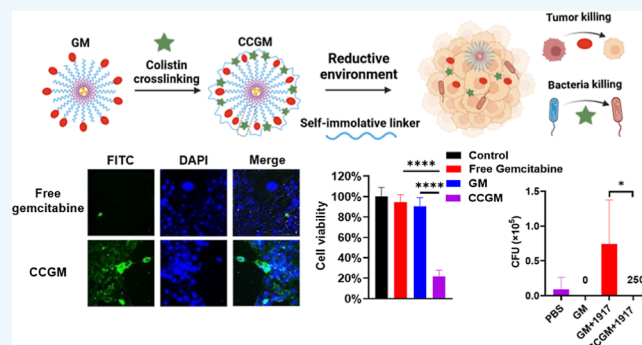 GM
Colistin
crosslinking
CCGM
Reductive
environment
Self-immolative linker
Tumor killing
Bacteria killing
FITC
DAPI
Merge
Free
gemcitabine
CCGM
Control
Free Gemcitabine
GM
CCGM
****
****
Cell viability
120%
100%
80%
60%
40%
20%
0%
CFU (×10⁵)
1.5
1.0
0.5
0.0
*
0
250
PBS
GM
GM+1917
CCGM+1917